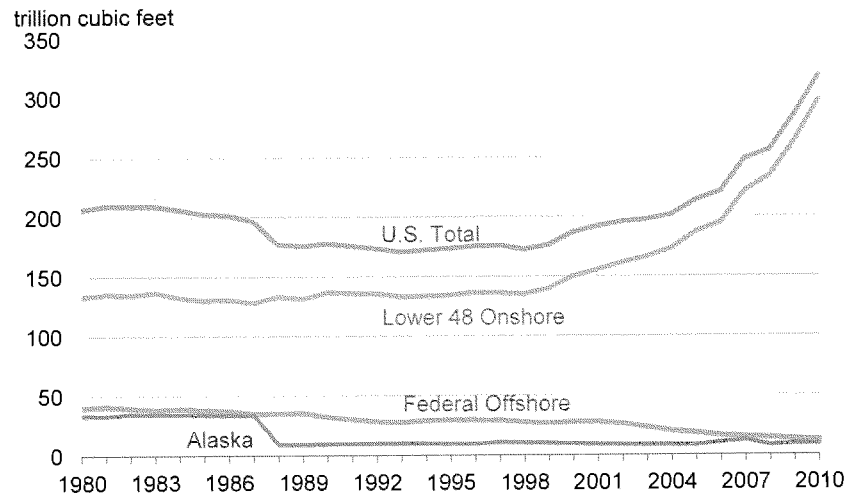 trillion cubic feet
350
300
250
200
U.S. Total
150
Lower 48 Onshore
100
50
Federal Offshore
Alaska
0
1980 1983 1986 1989 1992 1995 1998 2001 2004 2007 2010